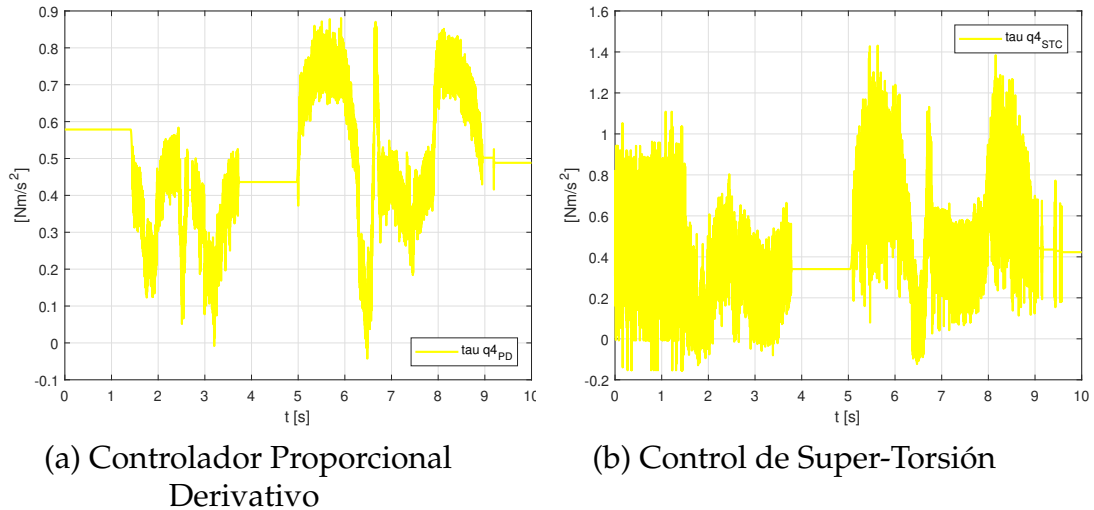 0.9
0.8
0.7
0.6
0.5
0.4
0.3
0.2
0.1
0
-0.1
[Nm/s²]
0 1 2 3 4 5 6 7 8 9 10
t [s]
tau q4PD
(a) Controlador Proporcional
Derivativo
1.6
1.4
1.2
1
0.8
0.6
0.4
0.2
0
-0.2
[Nm/s²]
0 1 2 3 4 5 6 7 8 9 10
t [s]
tau q4STC
(b) Control de Super-Torsión